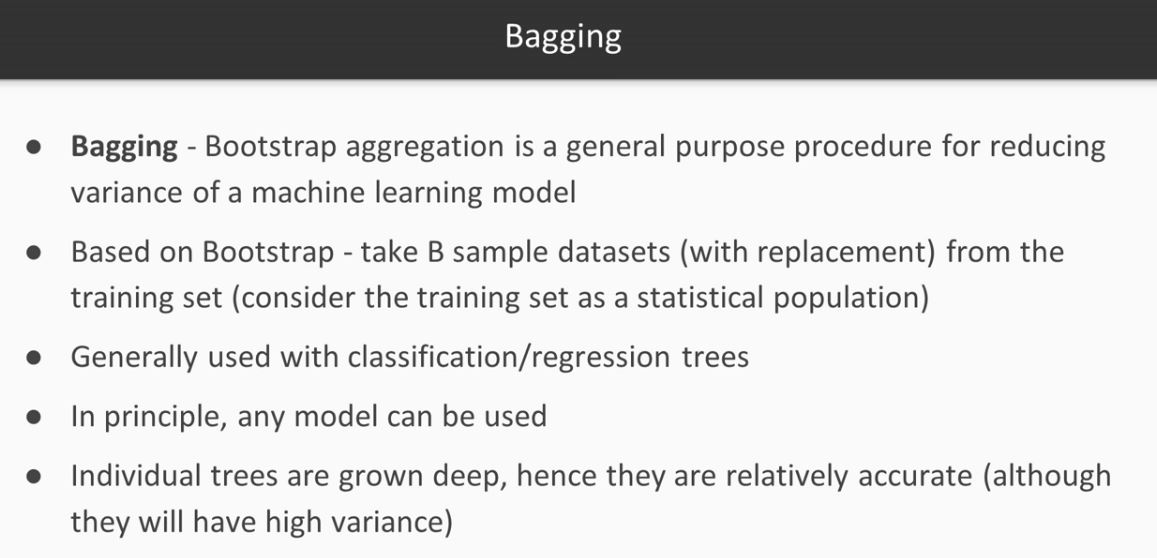 Bagging
● Bagging - Bootstrap aggregation is a general purpose procedure for reducing
variance of a machine learning model
● Based on Bootstrap - take B sample datasets (with replacement) from the
training set (consider the training set as a statistical population)
● Generally used with classification/regression trees
● In principle, any model can be used
● Individual trees are grown deep, hence they are relatively accurate (although
they will have high variance)